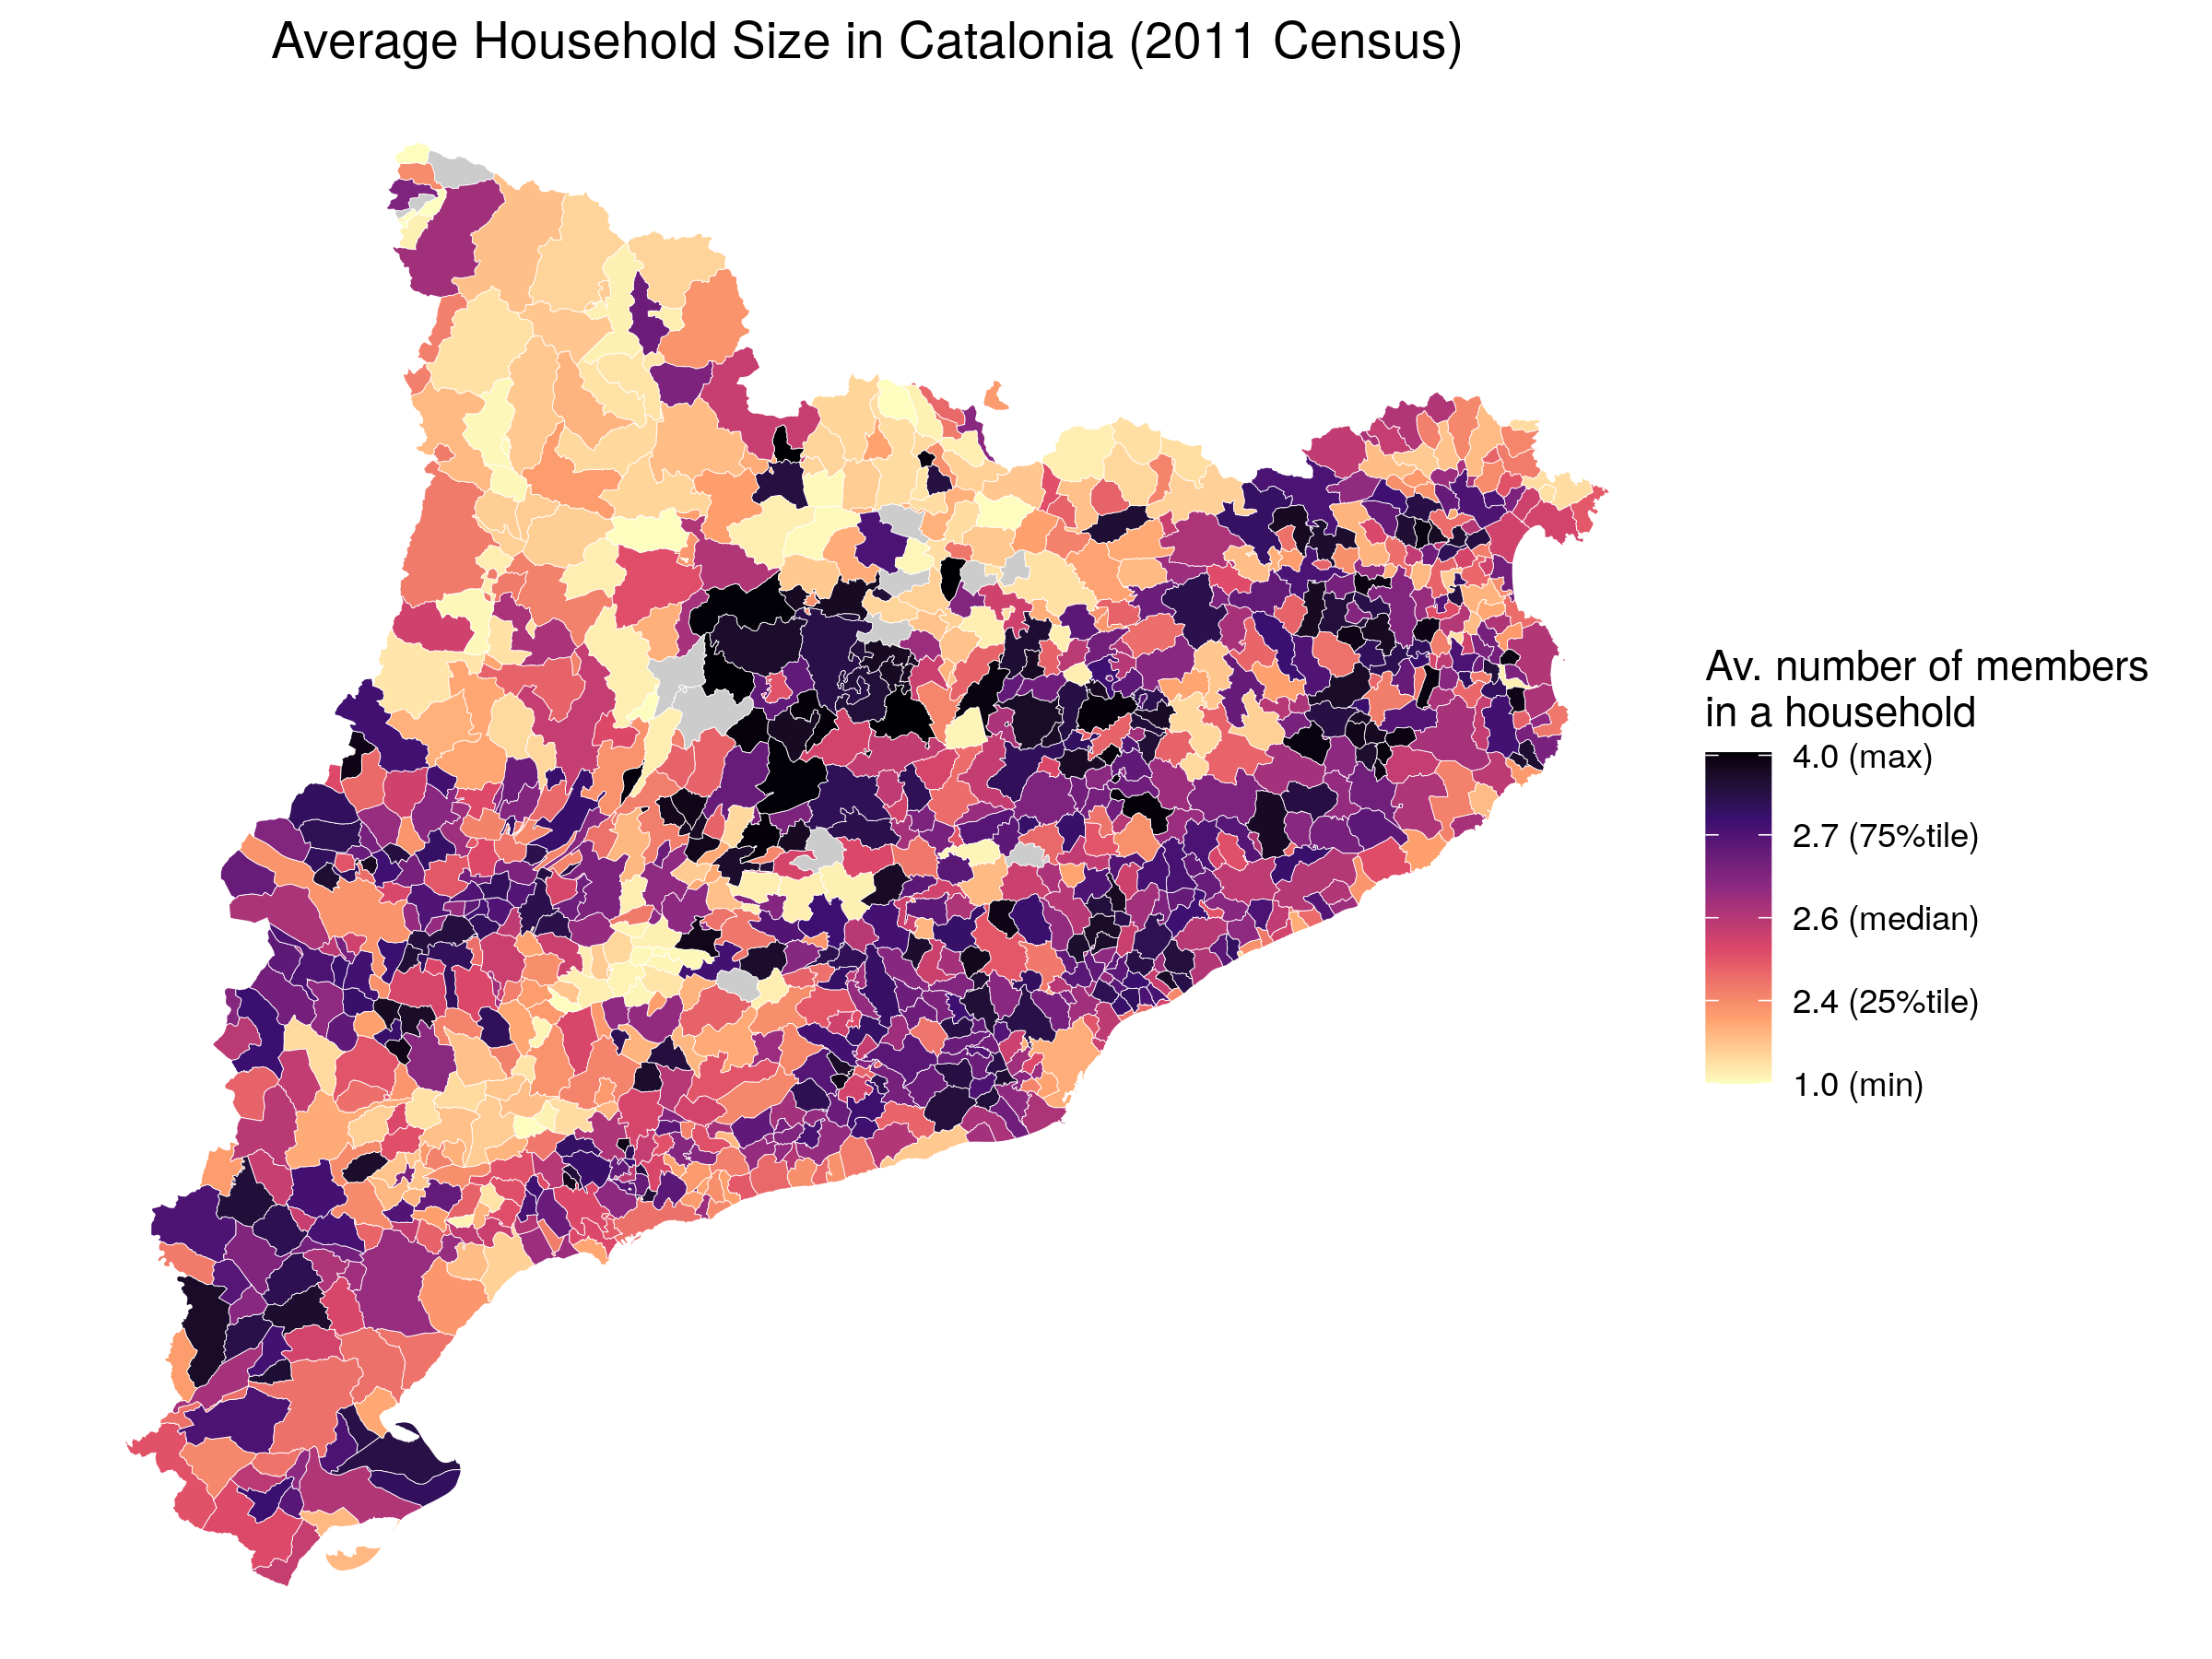 Average Household Size in Catalonia (2011 Census)
Av. number of members
in a household
4.0 (max)
2.7 (75%tile)
2.6 (median)
2.4 (25%tile)
1.0 (min)